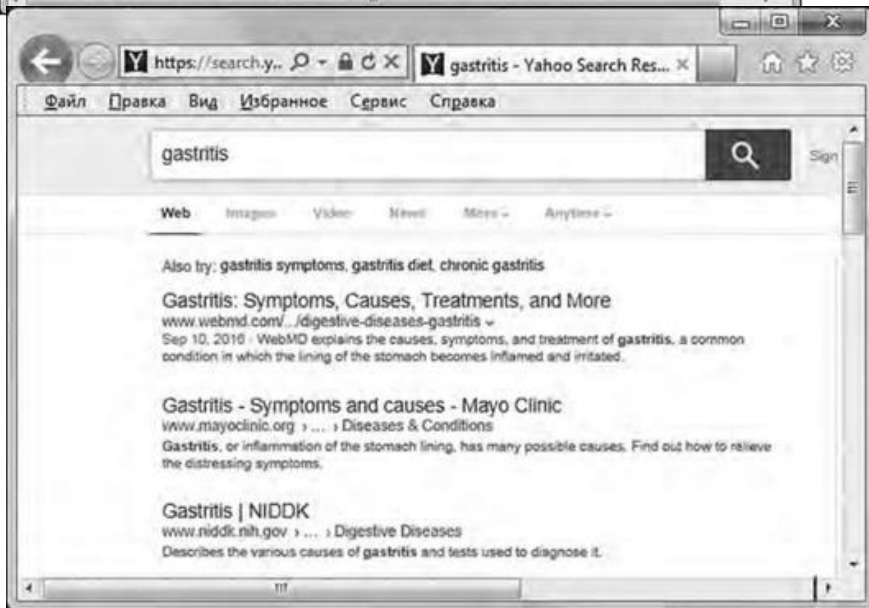 https://search.y...
gastritis - Yahoo Search Res...
Файл Правка Вид Избранное Сервис Справка
gastritis
Sign
Web Images Video News More Anytime
Also try: gastritis symptoms, gastritis diet, chronic gastritis
Gastritis: Symptoms, Causes, Treatments, and More
www.webmd.com/.../digestive-diseases-gastritis
Sep 10, 2016 · WebMD explains the causes, symptoms, and treatment of gastritis, a common
condition in which the lining of the stomach becomes inflamed and irritated.
Gastritis - Symptoms and causes - Mayo Clinic
www.mayoclinic.org › ... › Diseases & Conditions
Gastritis, or inflammation of the stomach lining, has many possible causes. Find out how to relieve
the distressing symptoms.
Gastritis | NIDDK
www.niddk.nih.gov › ... › Digestive Diseases
Describes the various causes of gastritis and tests used to diagnose it.